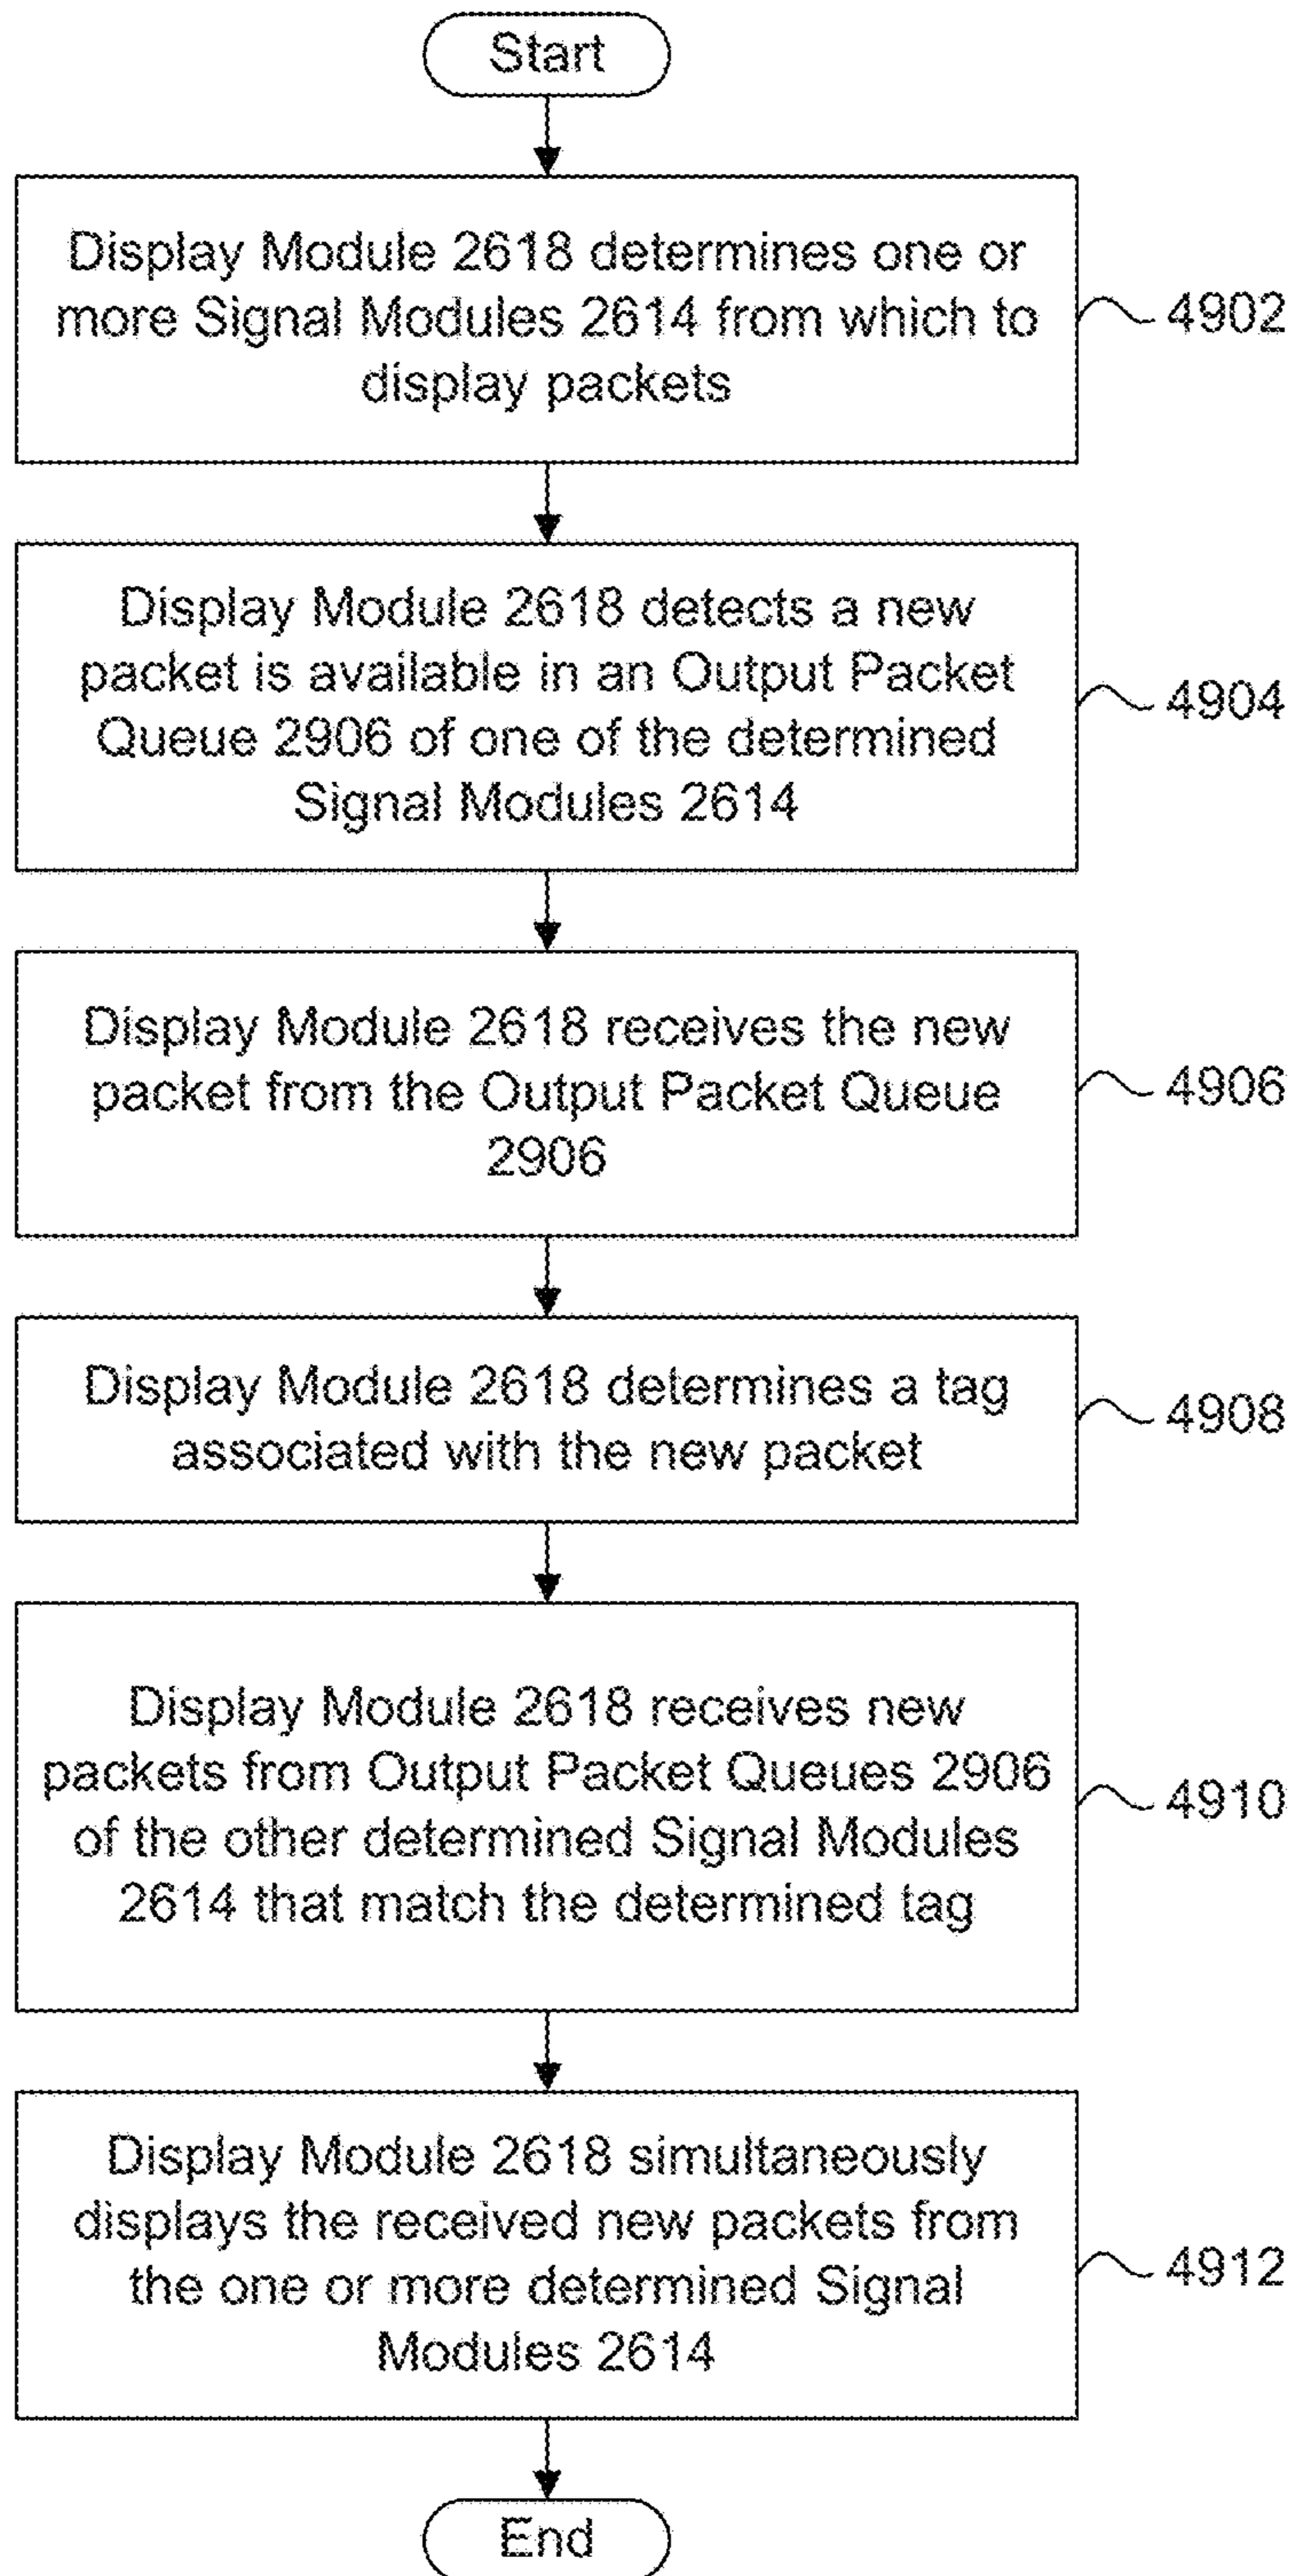 Start
Display Module 2618 determines one or
more Signal Modules 2614 from which to
display packets
4902
Display Module 2618 detects a new
packet is available in an Output Packet
Queue 2906 of one of the determined
Signal Modules 2614
4904
Display Module 2618 receives the new
packet from the Output Packet Queue
2906
4906
Display Module 2618 determines a tag
associated with the new packet
4908
Display Module 2618 receives new
packets from Output Packet Queues 2906
of the other determined Signal Modules
2614 that match the determined tag
4910
Display Module 2618 simultaneously
displays the received new packets from
the one or more determined Signal
Modules 2614
4912
End